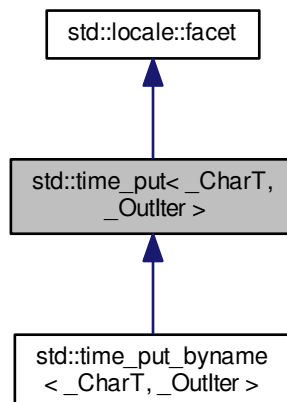 std::locale::facet
std::time_put< _CharT,
_OutIter >
std::time_put_byname
< _CharT, _OutIter >